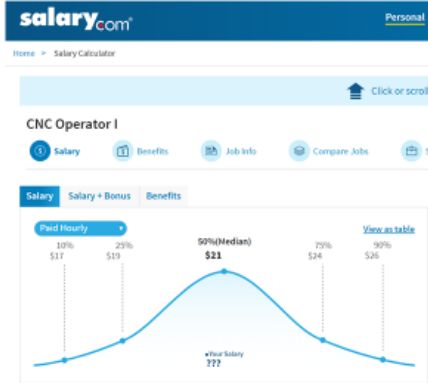 salary.com
Personal
Home > Salary Calculator
Click or scroll
CNC Operator I
Salary Benefits Job Info Compare Jobs S
Salary Salary + Bonus Benefits
Paid Hourly View as table
10% 25% 50%(Median) 75% 90%
$17 $19 $21 $24 $26
Your Salary
???